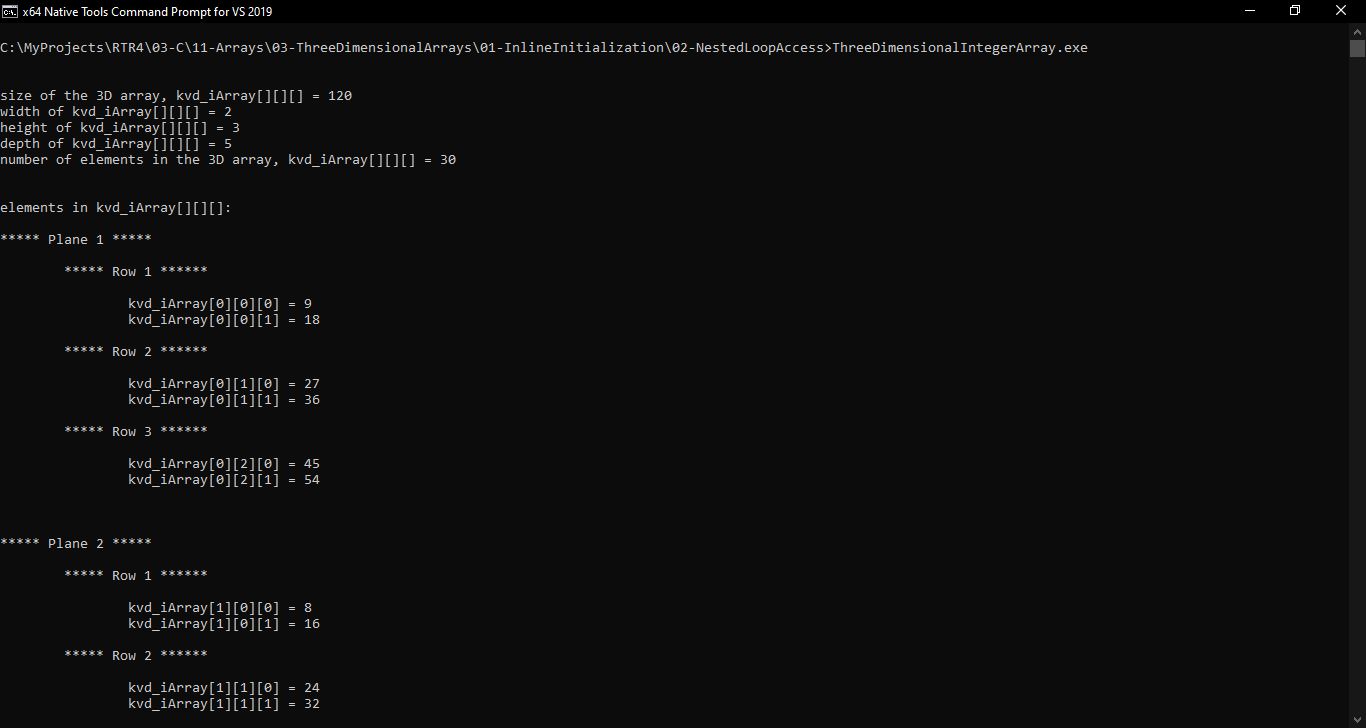 x64 Native Tools Command Prompt for VS 2019
C:\MyProjects\RTR4\03-C\11-Arrays\03-ThreeDimensionalArrays\01-InlineInitialization\02-NestedLoopAccess>ThreeDimensionalIntegerArray.exe
size of the 3D array, kvd_iArray[][][] = 120
width of kvd_iArray[][][] = 2
height of kvd_iArray[][][] = 3
depth of kvd_iArray[][][] = 5
number of elements in the 3D array, kvd_iArray[][][] = 30
elements in kvd_iArray[][][]:
***** Plane 1 *****
***** Row 1 ******
kvd_iArray[0][0][0] = 9
kvd_iArray[0][0][1] = 18
***** Row 2 ******
kvd_iArray[0][1][0] = 27
kvd_iArray[0][1][1] = 36
***** Row 3 ******
kvd_iArray[0][2][0] = 45
kvd_iArray[0][2][1] = 54
***** Plane 2 *****
***** Row 1 ******
kvd_iArray[1][0][0] = 8
kvd_iArray[1][0][1] = 16
***** Row 2 ******
kvd_iArray[1][1][0] = 24
kvd_iArray[1][1][1] = 32